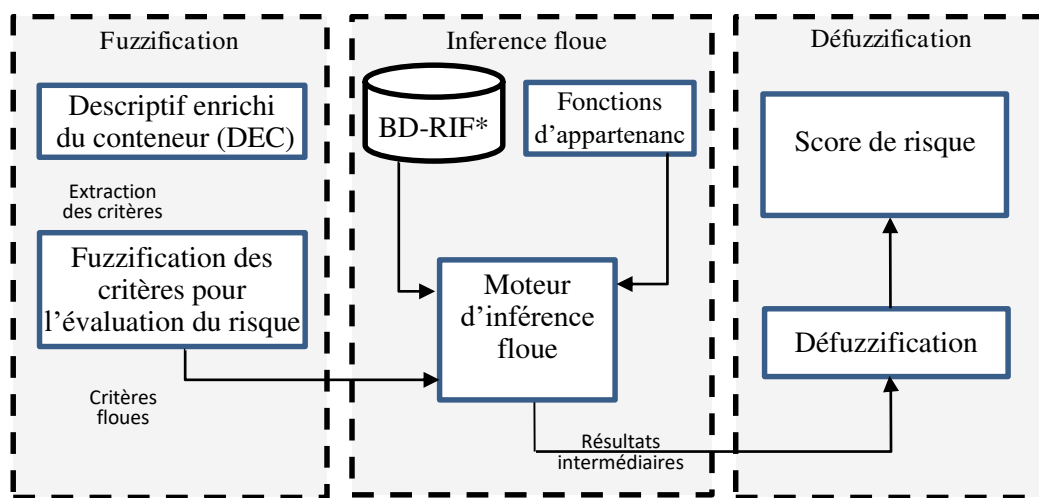 Fuzzification
Descriptif enrichi
du conteneur (DEC)
Extraction
des critères
Fuzzification des
critères pour
l'évaluation du risque
Critères
floues
Inference floue
BD-RIF*
Fonctions
d'appartenanc
Moteur
d'inférence
floue
Résultats
intermédiaires
Défuzzification
Score de risque
Défuzzification